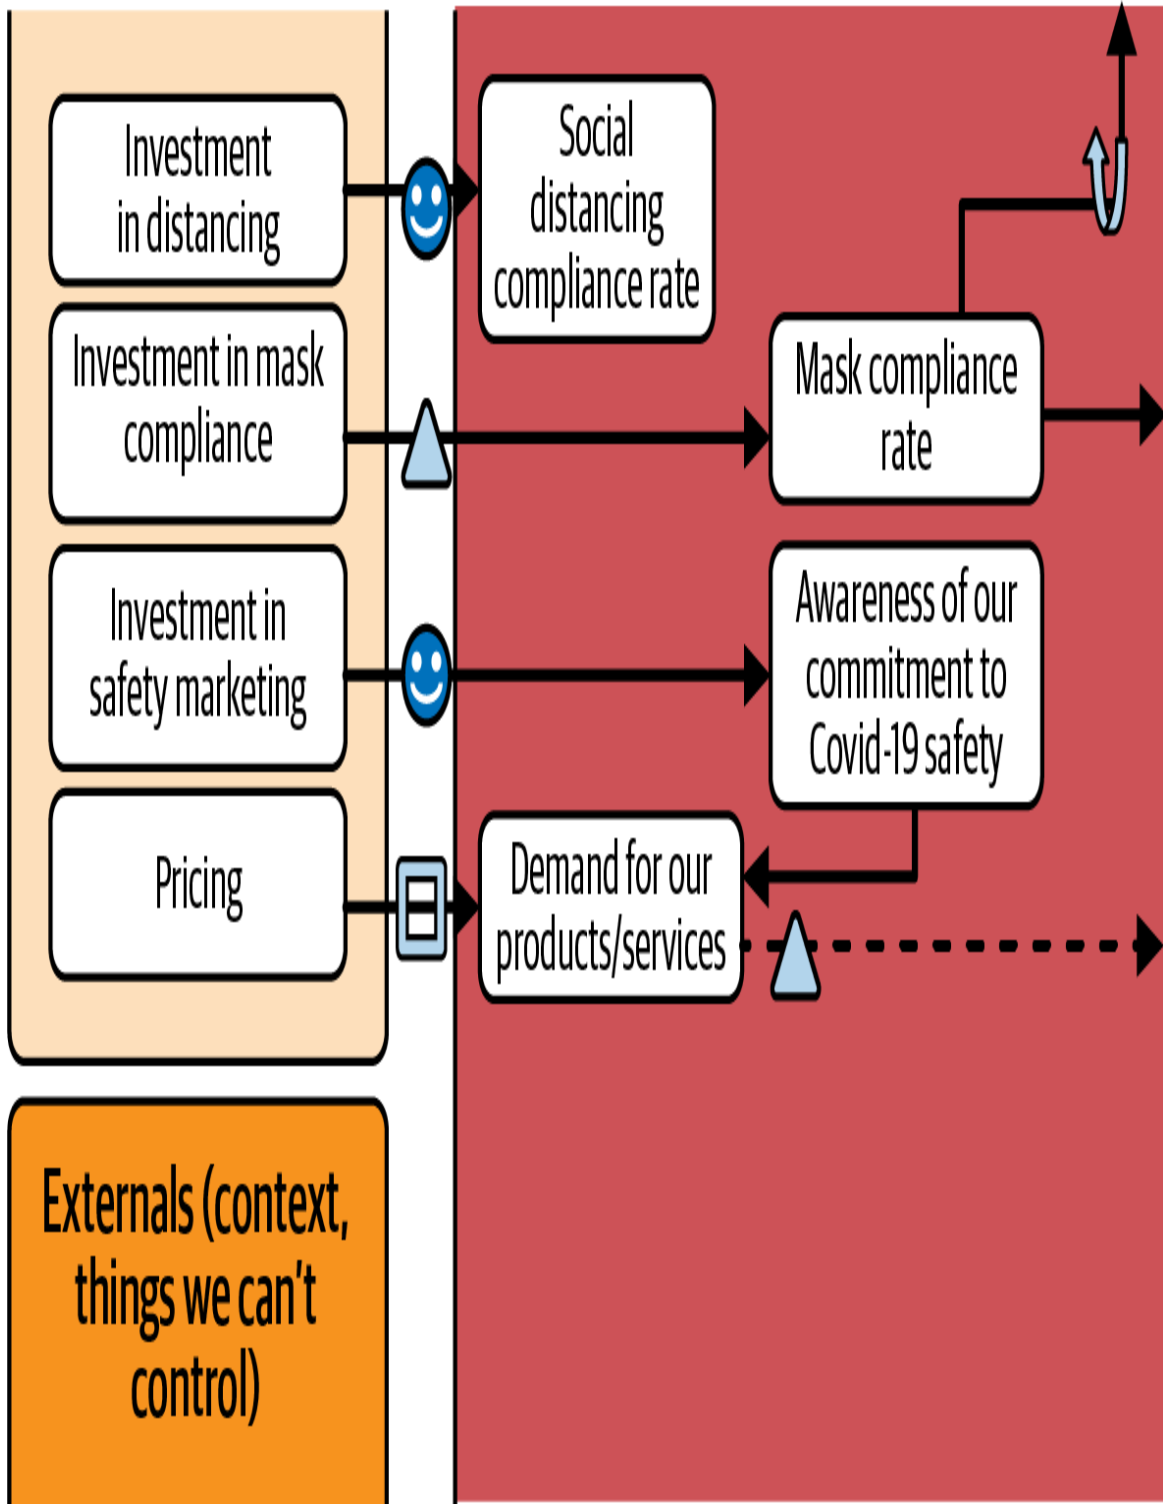 Investment
in distancing
Social
distancing
compliance rate
Investment in mask
compliance
Mask compliance
rate
Investment in
safety marketing
Awareness of our
commitment to
Covid-19 safety
Pricing
Demand for our
products/services
Externals (context,
things we can't
control)